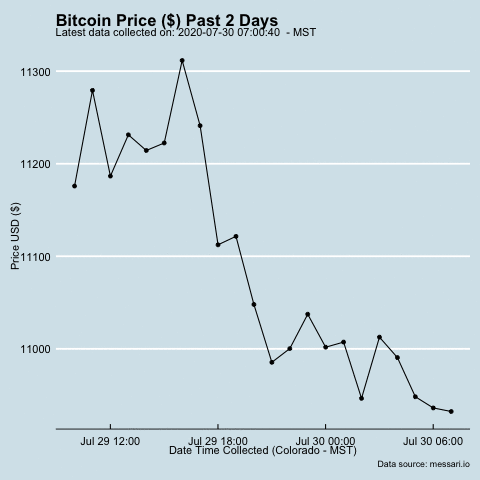 Bitcoin Price ($) Past 2 Days
Latest data collected on: 2020-07-30 07:00:40  - MST
11300
11200
11100
11000
Price USD ($)
Jul 29 12:00
Jul 29 18:00
Jul 30 00:00
Jul 30 06:00
Date Time Collected (Colorado - MST)
Data source: messari.io